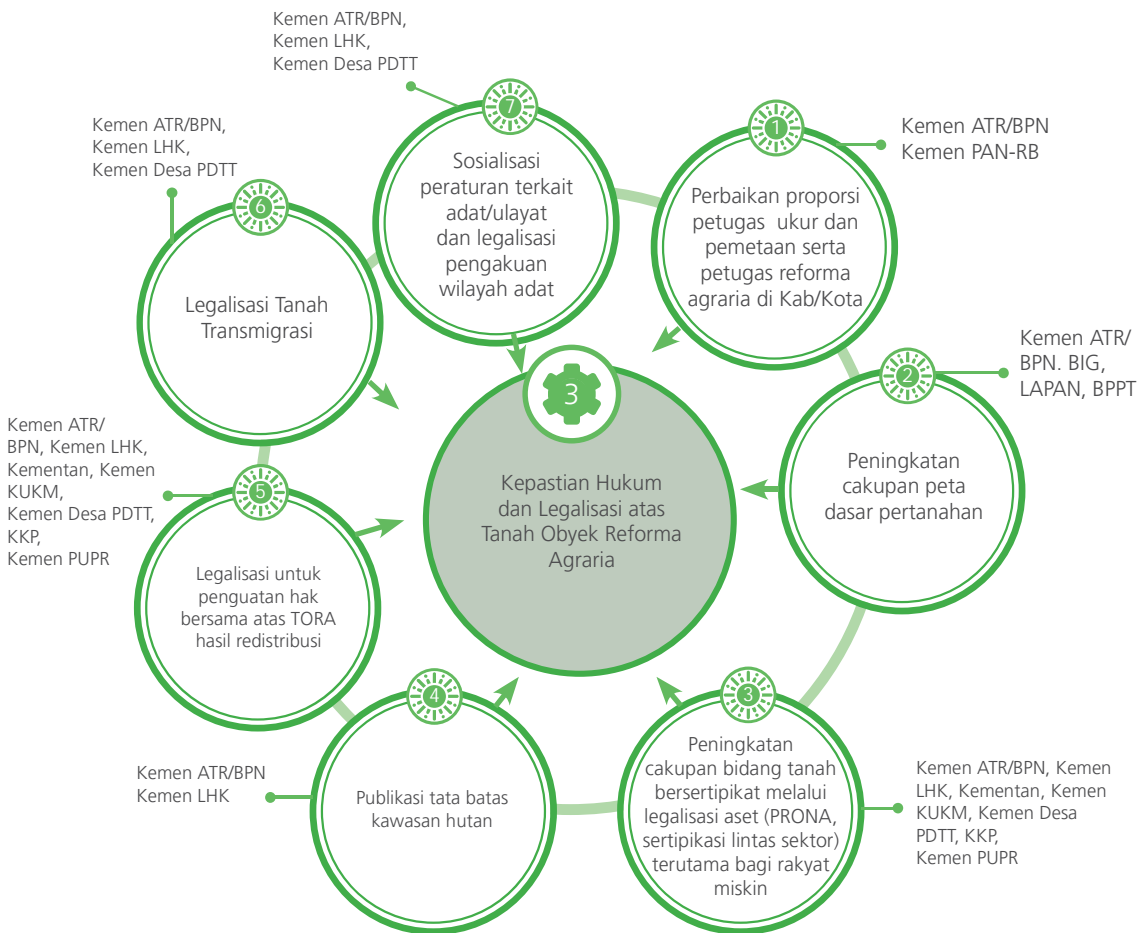 Kemen ATR/BPN,
Kemen LHK,
Kemen Desa PDTT
7
Sosialisasi
peraturan terkait
adat/ulayat
dan legalisasi
pengakuan
wilayah adat
1
Kemen ATR/BPN
Kemen PAN-RB
Perbaikan proporsi
petugas ukur dan
pemetaan serta
petugas reforma
agraria di Kab/Kota
Kemen ATR/BPN,
Kemen LHK,
Kemen Desa PDTT
6
Legalisasi Tanah
Transmigrasi
Kemen ATR/
BPN. BIG,
LAPAN, BPPT
2
Peningkatan
cakupan peta
dasar pertanahan
3
Kepastian Hukum
dan Legalisasi atas
Tanah Obyek Reforma
Agraria
Kemen ATR/
BPN, Kemen LHK,
Kementan, Kemen
KUKM,
Kemen Desa PDTT,
KKP,
Kemen PUPR
5
Legalisasi untuk
penguatan hak
bersama atas TORA
hasil redistribusi
4
Kemen ATR/BPN
Kemen LHK
Publikasi tata batas
kawasan hutan
3
Peningkatan
cakupan bidang tanah
bersertipikat melalui
legalisasi aset (PRONA,
sertipikasi lintas sektor)
terutama bagi rakyat
miskin
Kemen ATR/BPN, Kemen
LHK, Kementan, Kemen
KUKM, Kemen Desa
PDTT, KKP,
Kemen PUPR